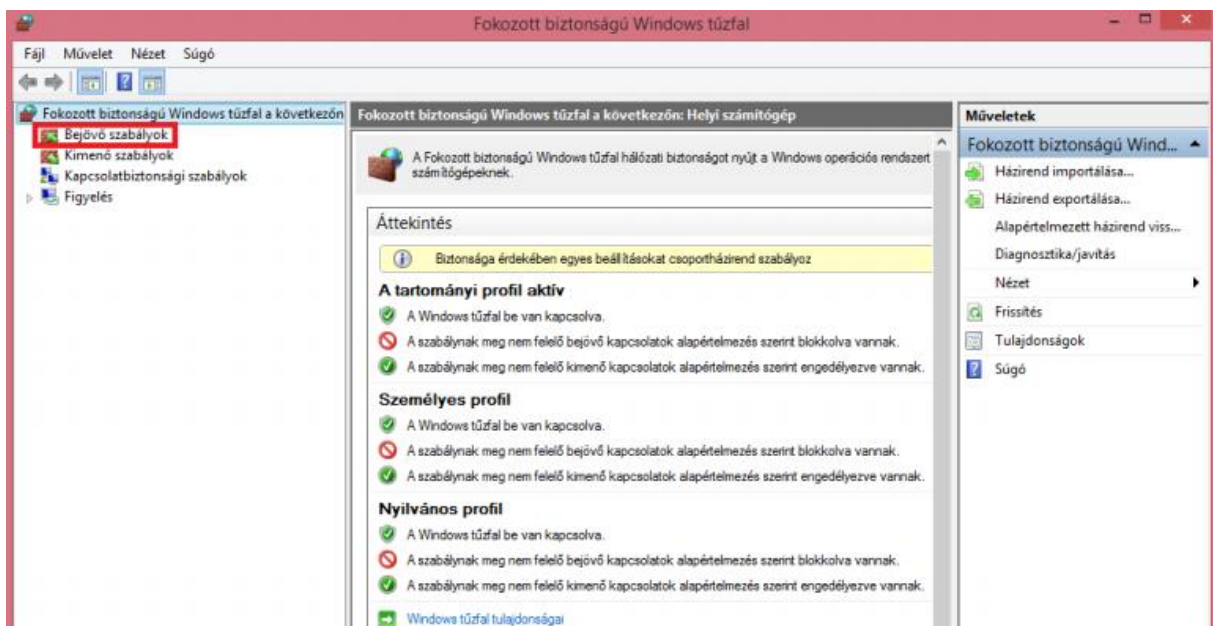 Fokozott biztonságú Windows tűzfal
Fájl Művelet Nézet Súgó
Fokozott biztonságú Windows tűzfal a következőn
Bejövő szabályok
Kimenő szabályok
Kapcsolatbiztonsági szabályok
Figyelés
Fokozott biztonságú Windows tűzfal a következőn: Helyi számítógép
A Fokozott biztonságú Windows tűzfal hálózati biztonságot nyújt a Windows operációs rendszert
számítógépeknek.
Áttekintés
Biztonsága érdekében egyes beállításokat csoportházirend szabályoz
A tartományi profil aktív
A Windows tűzfal be van kapcsolva.
A szabálynak meg nem felelő bejövő kapcsolatok alapértelmezés szerint blokkolva vannak.
A szabálynak meg nem felelő kimenő kapcsolatok alapértelmezés szerint engedélyezve vannak.
Személyes profil
A Windows tűzfal be van kapcsolva.
A szabálynak meg nem felelő bejövő kapcsolatok alapértelmezés szerint blokkolva vannak.
A szabálynak meg nem felelő kimenő kapcsolatok alapértelmezés szerint engedélyezve vannak.
Nyilvános profil
A Windows tűzfal be van kapcsolva.
A szabálynak meg nem felelő bejövő kapcsolatok alapértelmezés szerint blokkolva vannak.
A szabálynak meg nem felelő kimenő kapcsolatok alapértelmezés szerint engedélyezve vannak.
Windows tűzfal tulajdonságai
Műveletek
Fokozott biztonságú Wind...
Házirend importálása...
Házirend exportálása...
Alapértelmezett házirend viss...
Diagnosztika/javítás
Nézet
Frissítés
Tulajdonságok
Súgó